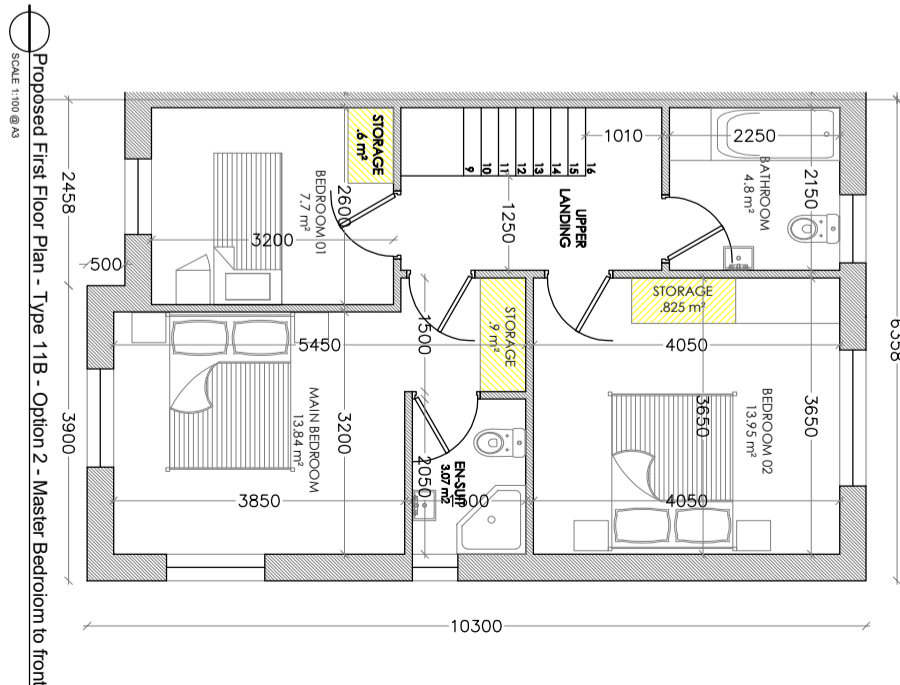 Proposed First Floor Plan - Type 11B - Option 2 - Master Bedroiom to front
SCALE 1:100 @ A3
2458
500
3900
STORAGE
.6 m²
BEDROOM 01
7.7 m²
2600
3200
9
10
11
12
13
14
15
16
UPPER
LANDING
1250
1010
2250
BATHROOM
4.8 m²
2150
6358
5450
1500
STORAGE
.9 m²
STORAGE
.825 m²
4050
MAIN BEDROOM
13.84 m²
3200
3850
EN-SUIT
3.07 m2
2050
BEDROOM 02
13.95 m²
3650
3650
4050
10300